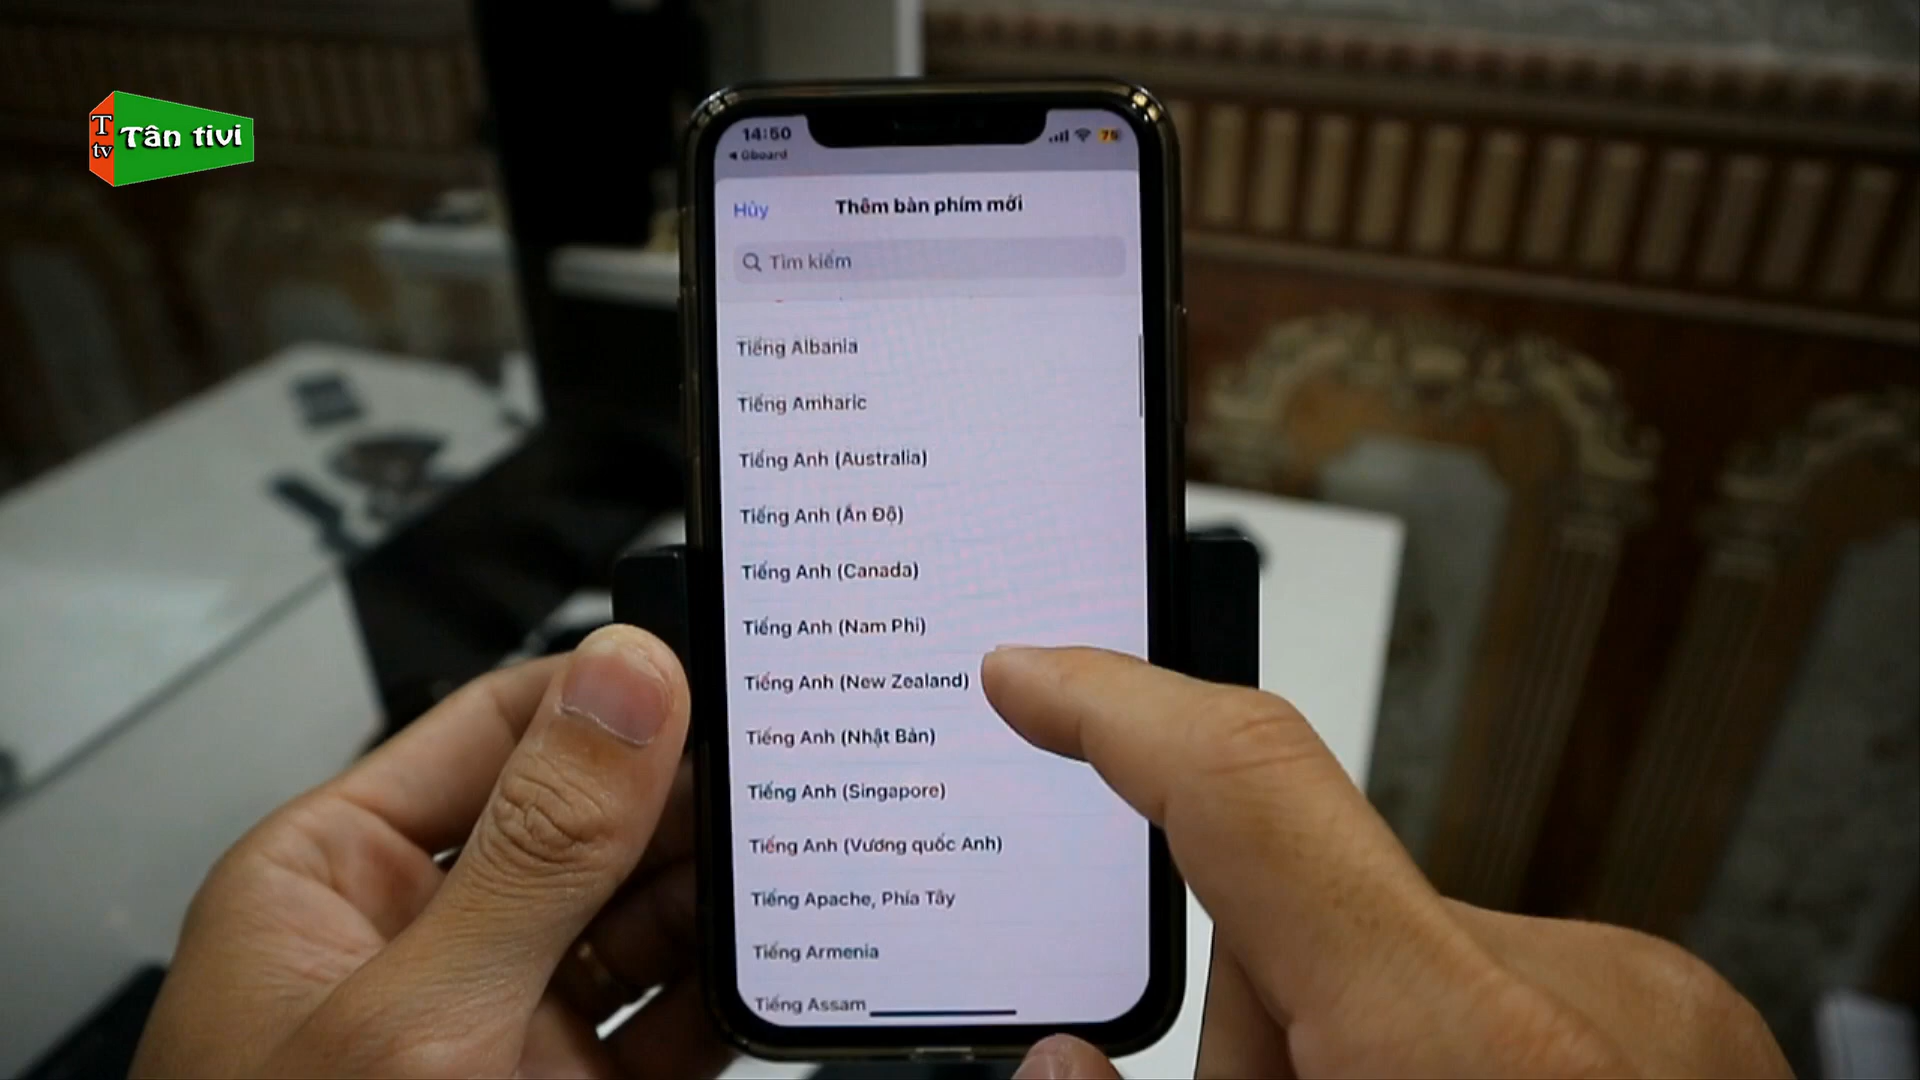 T
tv
Tân tivi
14:50
75
◄ Gboard
Hủy
Thêm bàn phím mới
Tìm kiếm
Tiếng Albania
Tiếng Amharic
Tiếng Anh (Australia)
Tiếng Anh (Ấn Độ)
Tiếng Anh (Canada)
Tiếng Anh (Nam Phi)
Tiếng Anh (New Zealand)
Tiếng Anh (Nhật Bản)
Tiếng Anh (Singapore)
Tiếng Anh (Vương quốc Anh)
Tiếng Apache, Phía Tây
Tiếng Armenia
Tiếng Assam